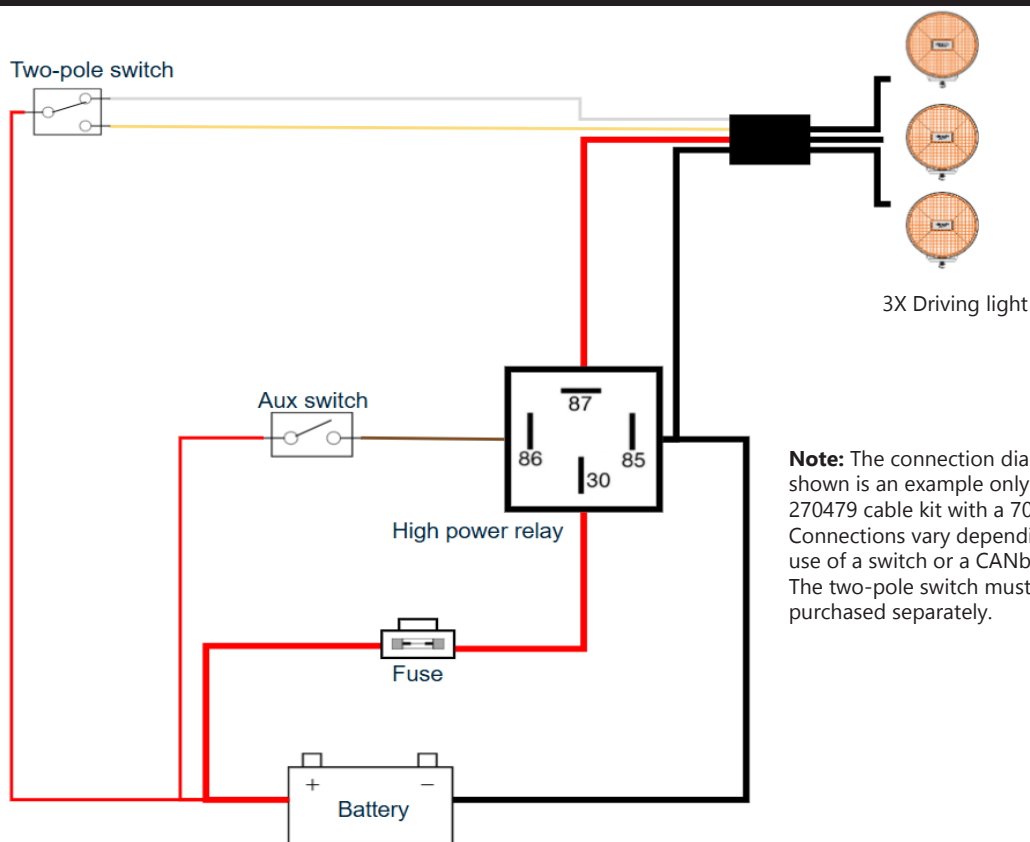 Two-pole switch
3X Driving light
Aux switch
87
86
85
30
High power relay
Note: The connection dia
shown is an example only
270479 cable kit with a 70
Connections vary dependi
use of a switch or a CANb
The two-pole switch must
purchased separately.
Fuse
+
−
Battery